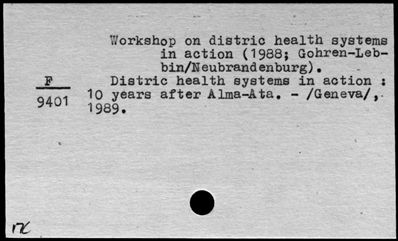 Workshop on distric health systems
in action (1988; Gohren-Leb-
bin/Neubrandenburg).
F
9401
Distric health systems in action :
10 years after Alma-Ata. - /Geneva/,
1989.